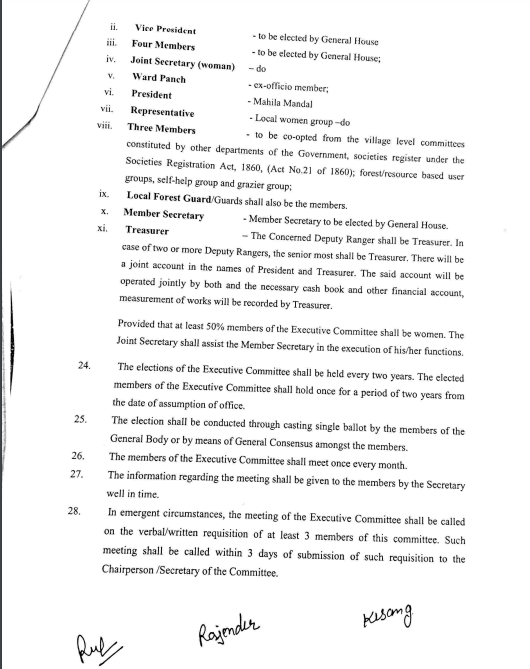 ii. Vice President - to be elected by General House
iii. Four Members - to be elected by General House;
iv. Joint Secretary (woman) – do
v. Ward Panch - ex-officio member;
vi. President - Mahila Mandal
vii. Representative - Local women group –do
viii. Three Members - to be co-opted from the village level committees
constituted by other departments of the Government, societies register under the
Societies Registration Act, 1860, (Act No.21 of 1860); forest/resource based user
groups, self-help group and grazier group;
ix. Local Forest Guard/Guards shall also be the members.
x. Member Secretary - Member Secretary to be elected by General House.
xi. Treasurer – The Concerned Deputy Ranger shall be Treasurer. In
case of two or more Deputy Rangers, the senior most shall be Treasurer. There will be
a joint account in the names of President and Treasurer. The said account will be
operated jointly by both and the necessary cash book and other financial account,
measurement of works will be recorded by Treasurer.
Provided that at least 50% members of the Executive Committee shall be women. The
Joint Secretary shall assist the Member Secretary in the execution of his/her functions.
24. The elections of the Executive Committee shall be held every two years. The elected
members of the Executive Committee shall hold once for a period of two years from
the date of assumption of office.
25. The election shall be conducted through casting single ballot by the members of the
General Body or by means of General Consensus amongst the members.
26. The members of the Executive Committee shall meet once every month.
27. The information regarding the meeting shall be given to the members by the Secretary
well in time.
28. In emergent circumstances, the meeting of the Executive Committee shall be called
on the verbal/written requisition of at least 3 members of this committee. Such
meeting shall be called within 3 days of submission of such requisition to the
Chairperson /Secretary of the Committee.
Rajender